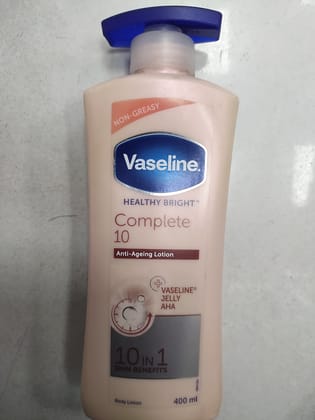 NON-GREASY
Vaseline.
HEALTHY BRIGHT™
Complete
10
Anti-Ageing Lotion
VASELINE®
JELLY
AHA
10 IN 1
SKIN BENEFITS
Body Lotion
400 ml